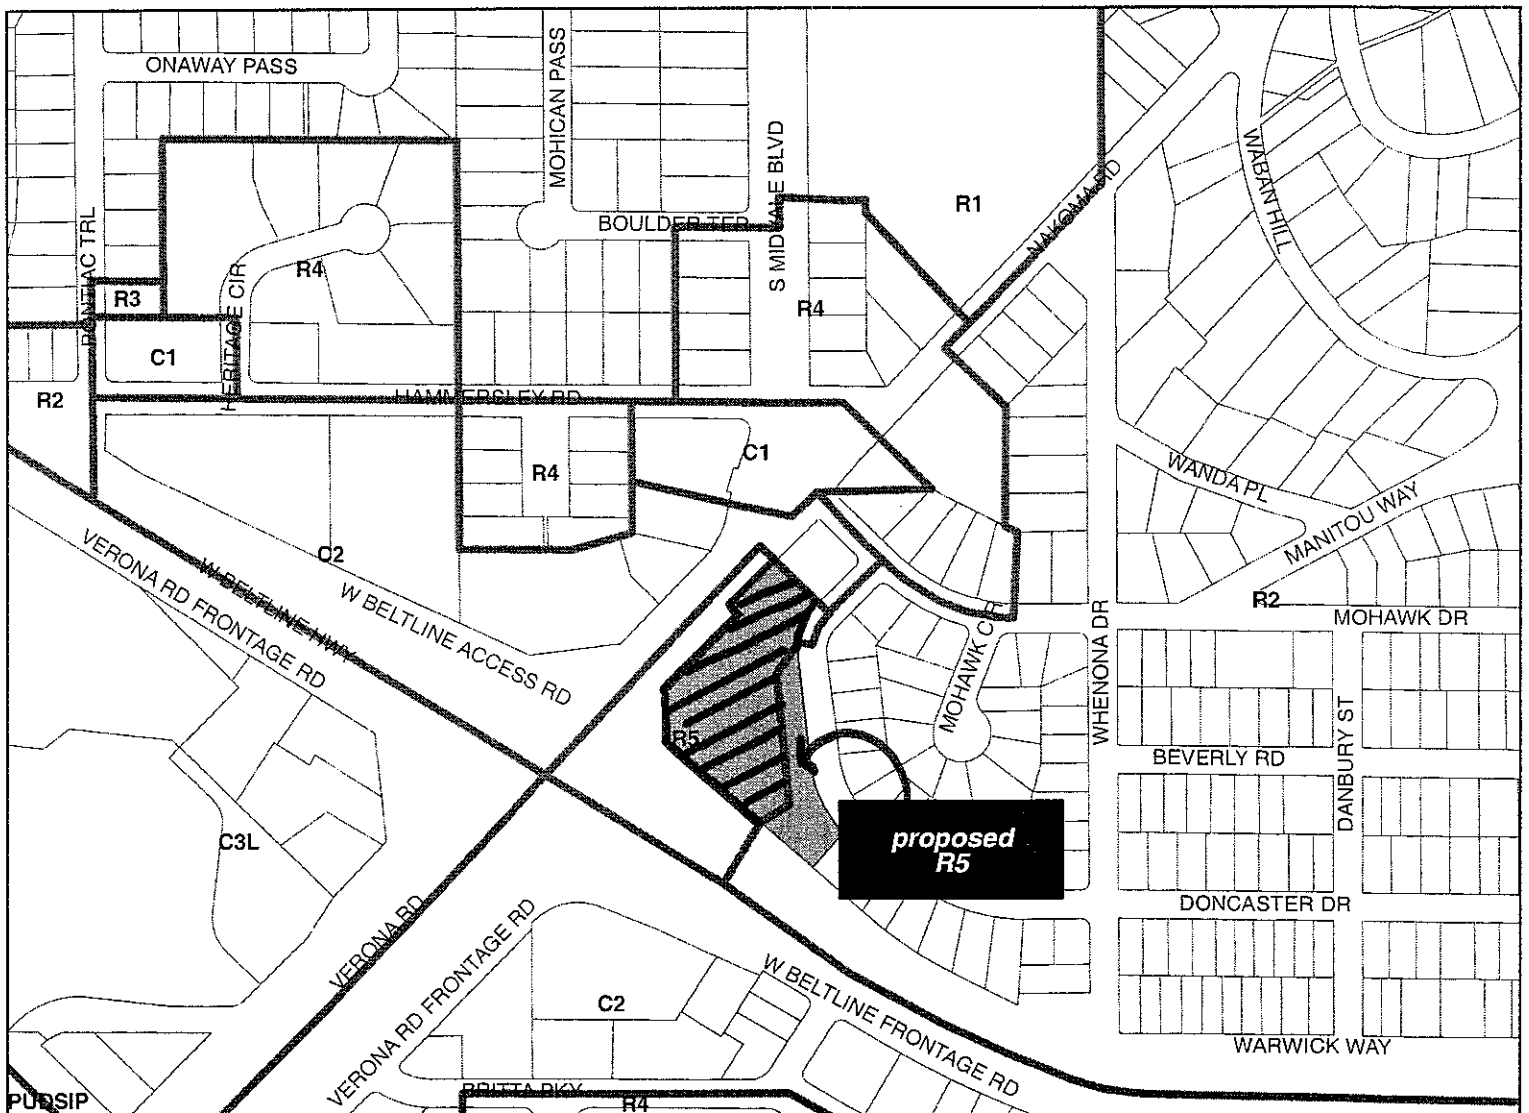 ONAWAY PASS
MOHICAN PASS
S MIDVALE BLVD
BOULDER TER
R1
NAKOMA RD
WABAN HILL
PONTIAC TRL
R3
HERITAGE CIR
R4
R4
C1
R2
HAMMERSLEY RD
C1
R4
WANDA PL
MANITOU WAY
C2
VERONA RD FRONTAGE RD
W BELTLINE HWY
W BELTLINE ACCESS RD
R2
MOHAWK DR
WHENONA DR
R5
BEVERLY RD
DANBURY ST
C3L
proposed
R5
DONCASTER DR
VERONA RD
VERONA RD FRONTAGE RD
C2
W BELTLINE FRONTAGE RD
WARWICK WAY
BRITTA PKY
R4
PUDSIP